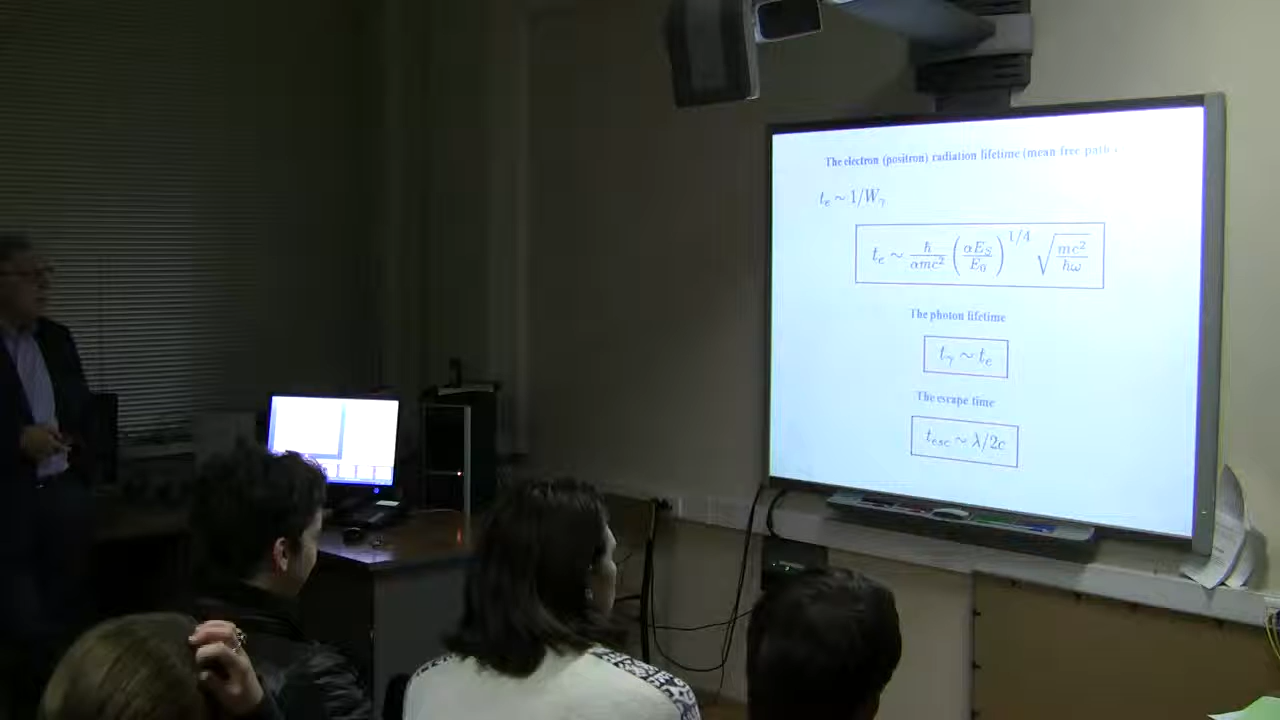 The electron (positron) radiation lifetime (mean free path
t_e ∼ 1/W_γ
t_e ∼ ℏ/αmc² (αE_S/E_0)^{1/4} √(mc²/ℏω)
The photon lifetime
t_γ ∼ t_e
The escape time
t_esc ∼ λ/2c